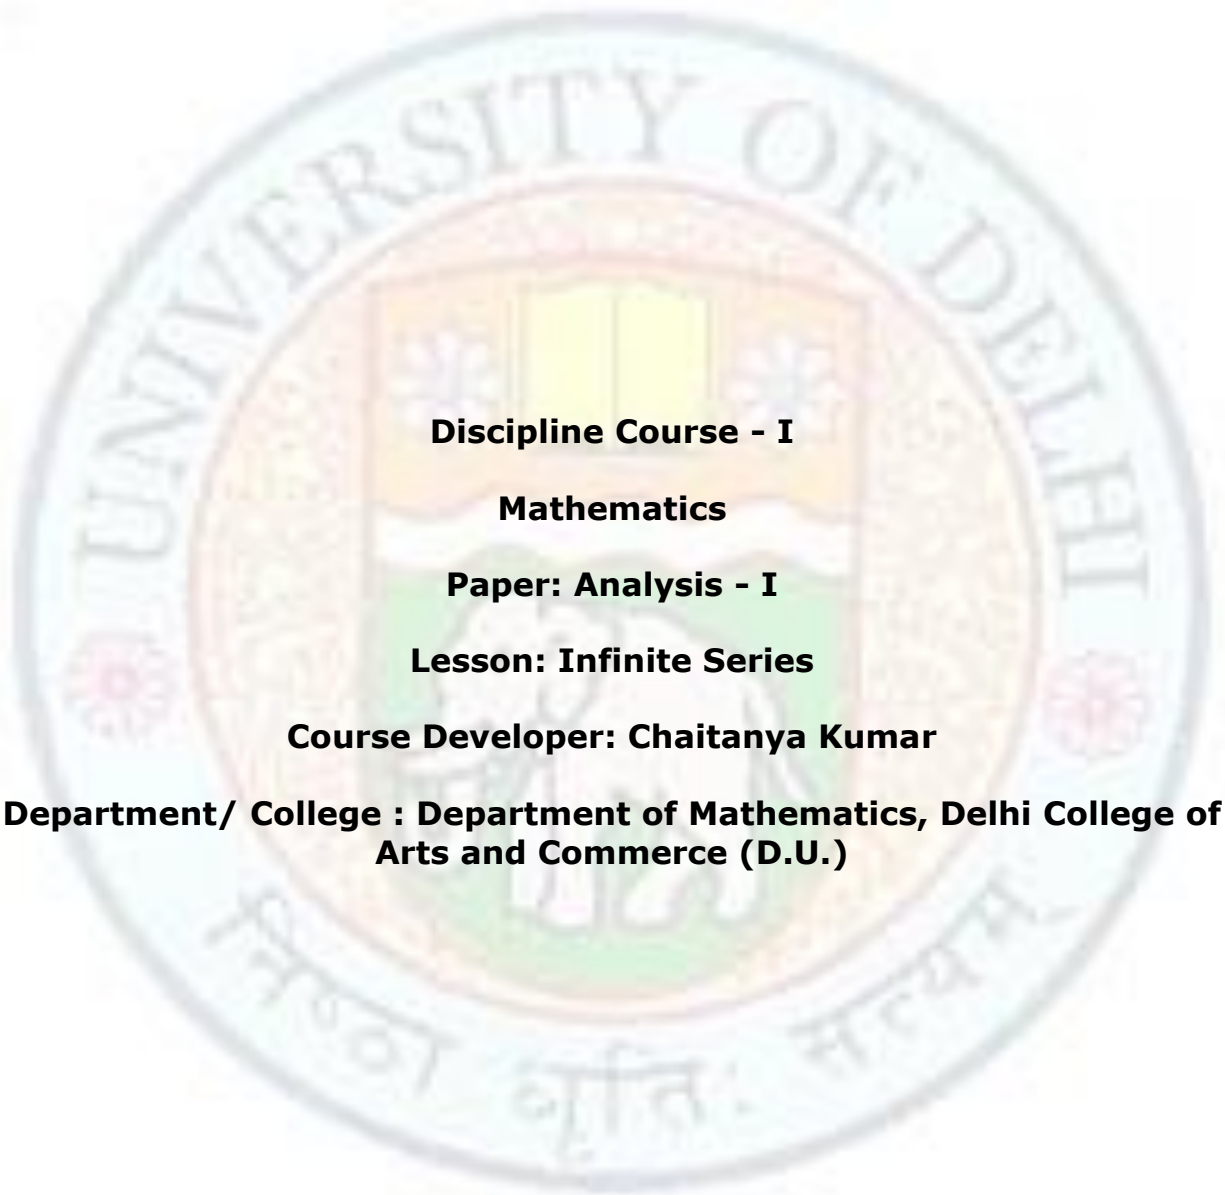 UNIVERSITY OF DELHI
Discipline Course - I
Mathematics
Paper: Analysis - I
Lesson: Infinite Series
Course Developer: Chaitanya Kumar
Department/ College : Department of Mathematics, Delhi College of
Arts and Commerce (D.U.)